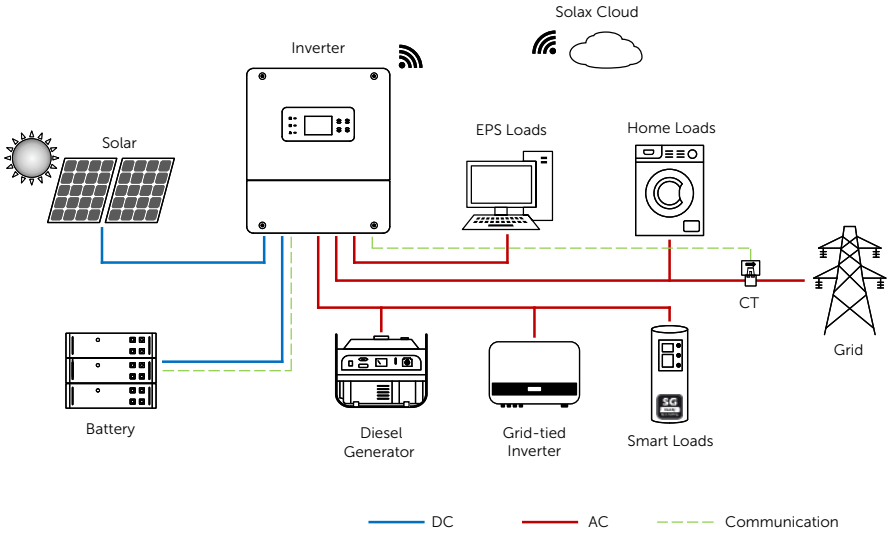 Solax Cloud
Inverter
EPS Loads
Home Loads
Solar
CT
Grid
SG
Battery
Diesel
Generator
Grid-tied
Inverter
Smart Loads
DC
AC
Communication